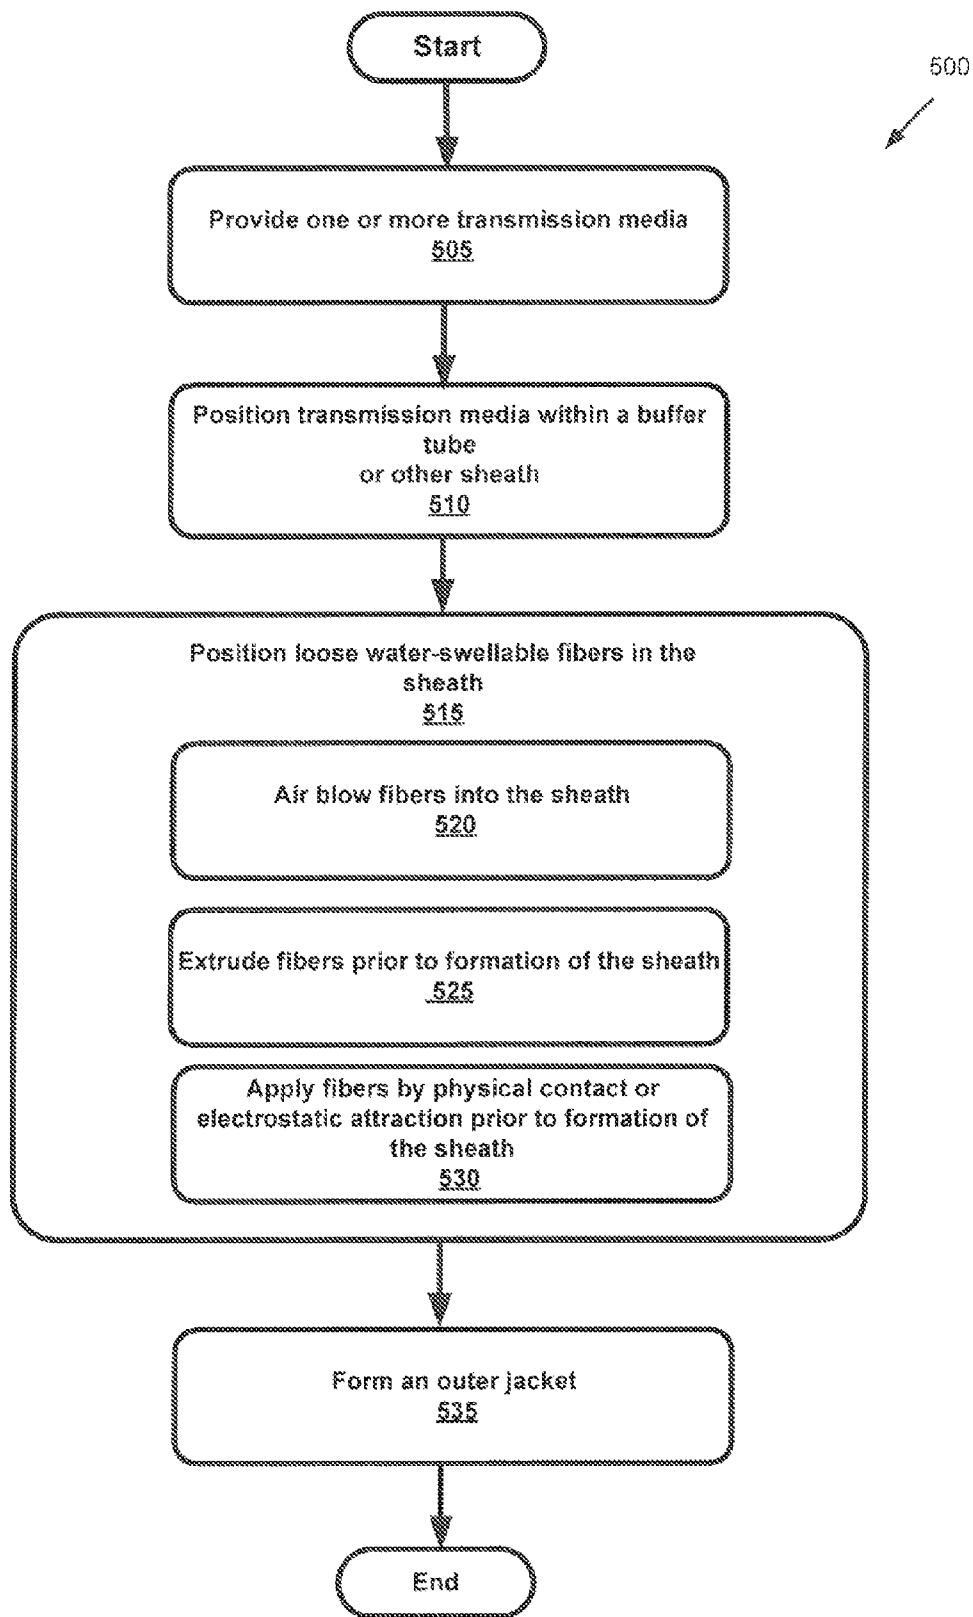 Start
500
Provide one or more transmission media
505
Position transmission media within a buffer
tube
or other sheath
510
Position loose water-swellable fibers in the
sheath
515
Air blow fibers into the sheath
520
Extrude fibers prior to formation of the sheath
525
Apply fibers by physical contact or
electrostatic attraction prior to formation of
the sheath
530
Form an outer jacket
535
End